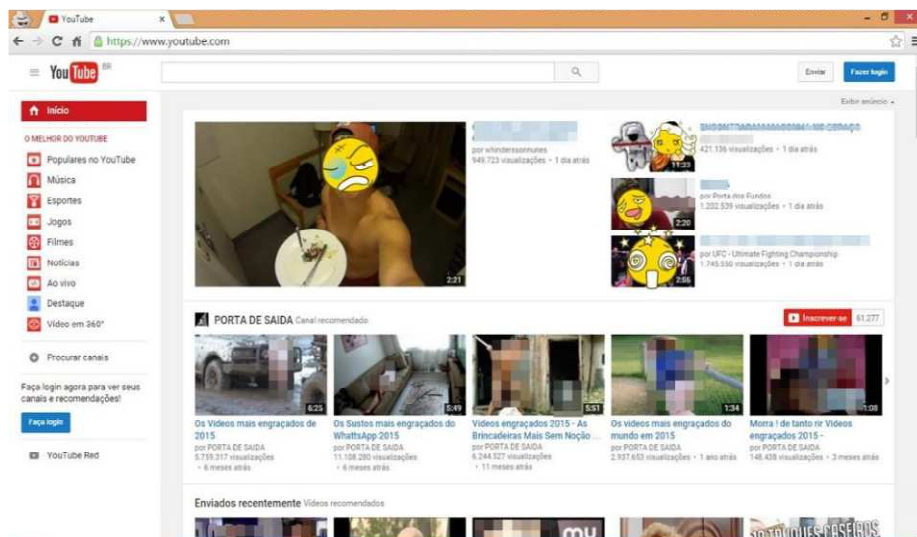 YouTube
https://www.youtube.com
YouTube BR
Enviar
Fazer login
Início
Exibir anúncio
O MELHOR DO YOUTUBE
Populares no YouTube
Música
Esportes
Jogos
Filmes
Notícias
Ao vivo
Destaque
Vídeo em 360°
Procurar canais
Faça login agora para ver seus
canais e recomendações!
Faça login
YouTube Red
por whinderssonnunes
949.723 visualizações • 1 dia atrás
2:21
421.136 visualizações • 1 dia atrás
11:33
por Porta dos Fundos
1.202.539 visualizações • 1 dia atrás
2:20
por UFC - Ultimate Fighting Championship
1.745.550 visualizações • 1 dia atrás
2:55
PORTA DE SAIDA Canal recomendado
Inscrever-se 61.277
6:25
Os Videos mais engraçados de
2015
por PORTA DE SAIDA
5.759.317 visualizações
• 6 meses atrás
5:49
Os Sustos mais engraçados do
WhattsApp 2015
por PORTA DE SAIDA
11.108.280 visualizações
• 6 meses atrás
5:51
Videos engraçados 2015 - As
Brincadeiras Mais Sem Noção ...
por PORTA DE SAIDA
6.244.527 visualizações
• 11 meses atrás
1:34
Os videos mais engraçados do
mundo em 2015
por PORTA DE SAIDA
2.937.653 visualizações • 1 ano atrás
1:08
Morra ! de tanto rir Videos
engraçados 2015 -
por PORTA DE SAIDA
148.438 visualizações • 3 meses atrás
Enviados recentemente Vídeos recomendados
10 TRUQUES CASEIROS